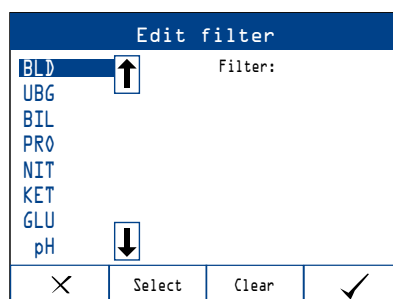 Edit filter
BLD
Filter:
UBG
BIL
PRO
NIT
KET
GLU
pH
Select
Clear